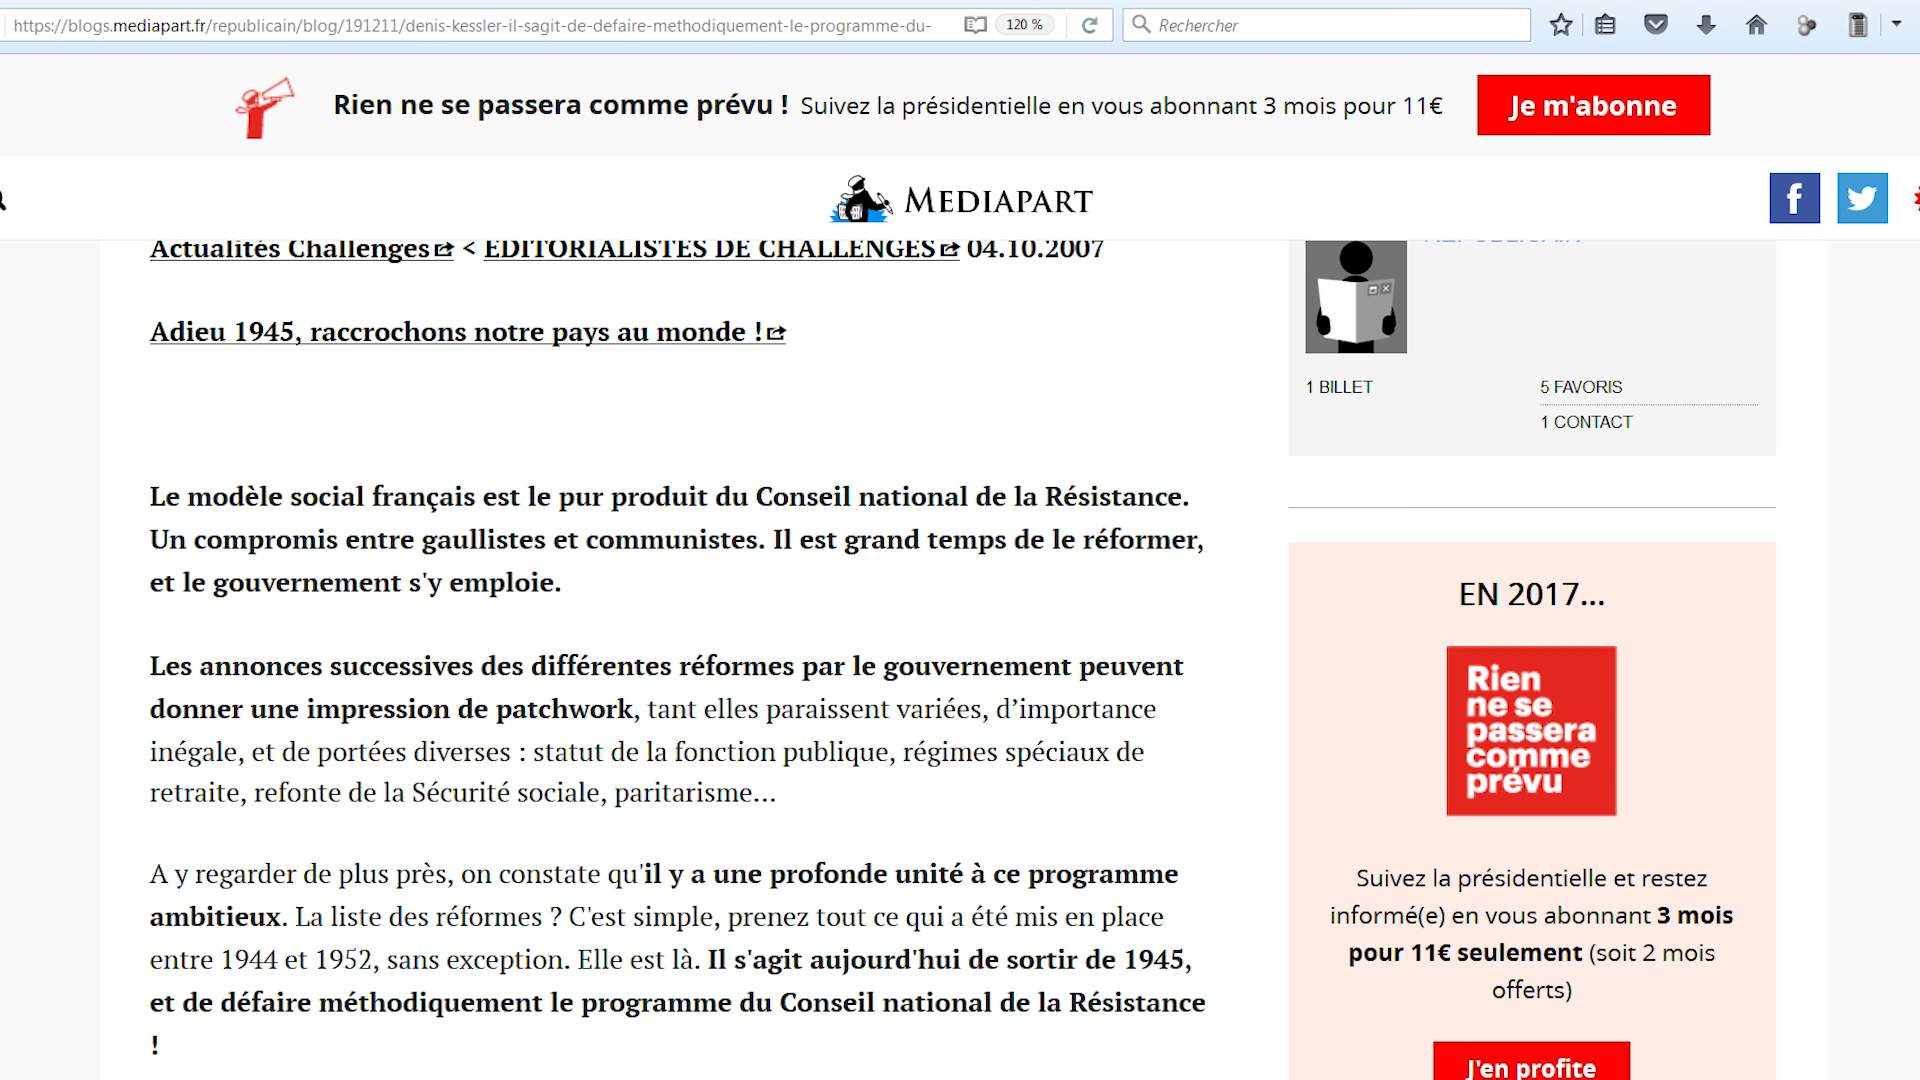 https://blogs.mediapart.fr/republicain/blog/191211/denis-kessler-il-sagit-de-defaire-methodiquement-le-programme-du-
120 %
Rechercher
Rien ne se passera comme prévu ! Suivez la présidentielle en vous abonnant 3 mois pour 11€
Je m'abonne
MEDIAPART
Actualités Challenges < EDITORIALISTES DE CHALLENGES 04.10.2007
Adieu 1945, raccrochons notre pays au monde !
Le modèle social français est le pur produit du Conseil national de la Résistance.
Un compromis entre gaullistes et communistes. Il est grand temps de le réformer,
et le gouvernement s'y emploie.
Les annonces successives des différentes réformes par le gouvernement peuvent
donner une impression de patchwork, tant elles paraissent variées, d’importance
inégale, et de portées diverses : statut de la fonction publique, régimes spéciaux de
retraite, refonte de la Sécurité sociale, paritarisme...
A y regarder de plus près, on constate qu'il y a une profonde unité à ce programme
ambitieux. La liste des réformes ? C'est simple, prenez tout ce qui a été mis en place
entre 1944 et 1952, sans exception. Elle est là. Il s'agit aujourd'hui de sortir de 1945,
et de défaire méthodiquement le programme du Conseil national de la Résistance
!
1 BILLET
5 FAVORIS
1 CONTACT
EN 2017...
Rien
ne se
passera
comme
prévu
Suivez la présidentielle et restez
informé(e) en vous abonnant 3 mois
pour 11€ seulement (soit 2 mois
offerts)
J'en profite